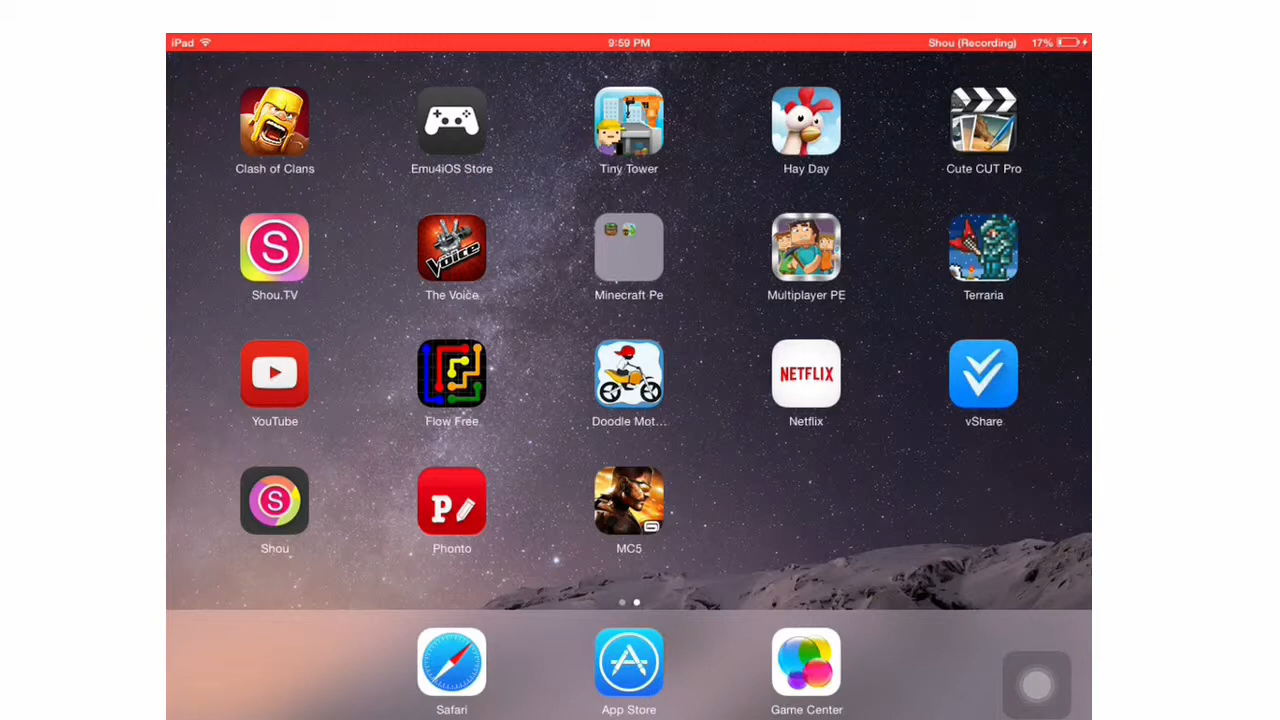 iPad 9:59 PM Shou (Recording) 17%
Clash of Clans Emu4iOS Store Tiny Tower Hay Day Cute CUT Pro
S The Voice
Shou.TV The Voice Minecraft Pe Multiplayer PE Terraria
NETFLIX
YouTube Flow Free Doodle Mot... Netflix vShare
S P
Shou Phonto MC5
Safari App Store Game Center